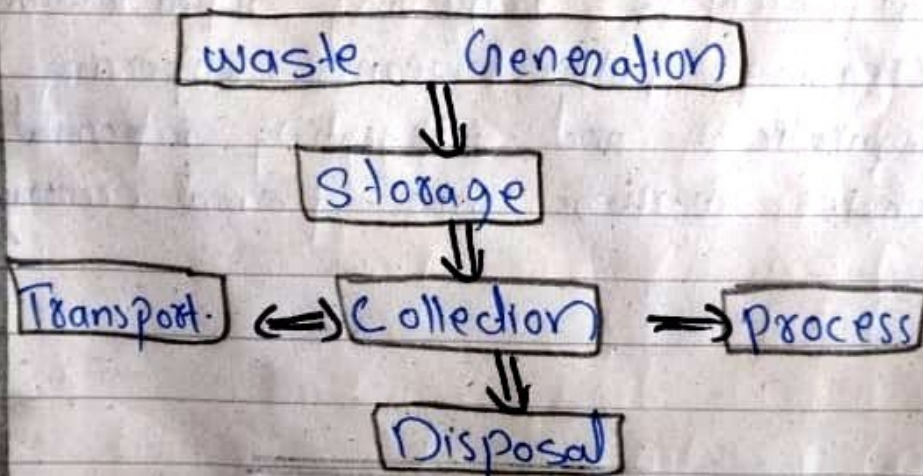 Waste Generation
Storage
Transport. Collection process
Disposal